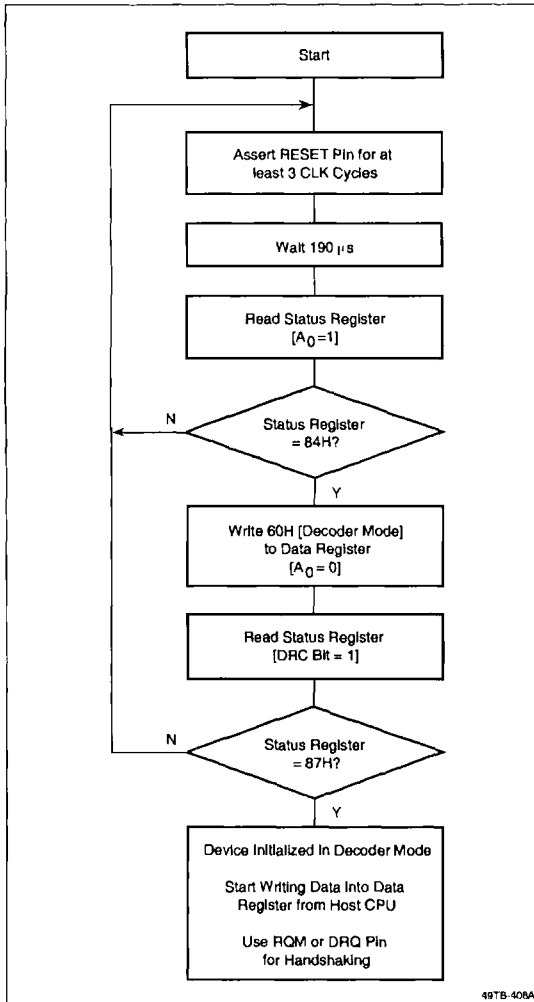 Start
Assert RESET Pin for at
least 3 CLK Cycles
Wait 190 μs
Read Status Register
[A0=1]
Status Register
= 84H?
N
Y
Write 60H [Decoder Mode]
to Data Register
[A0 = 0]
Read Status Register
[DRC Bit = 1]
Status Register
= 87H?
N
Y
Device Initialized In Decoder Mode
Start Writing Data Into Data
Register from Host CPU
Use RQM or DRQ Pin
for Handshaking
49TB-408A